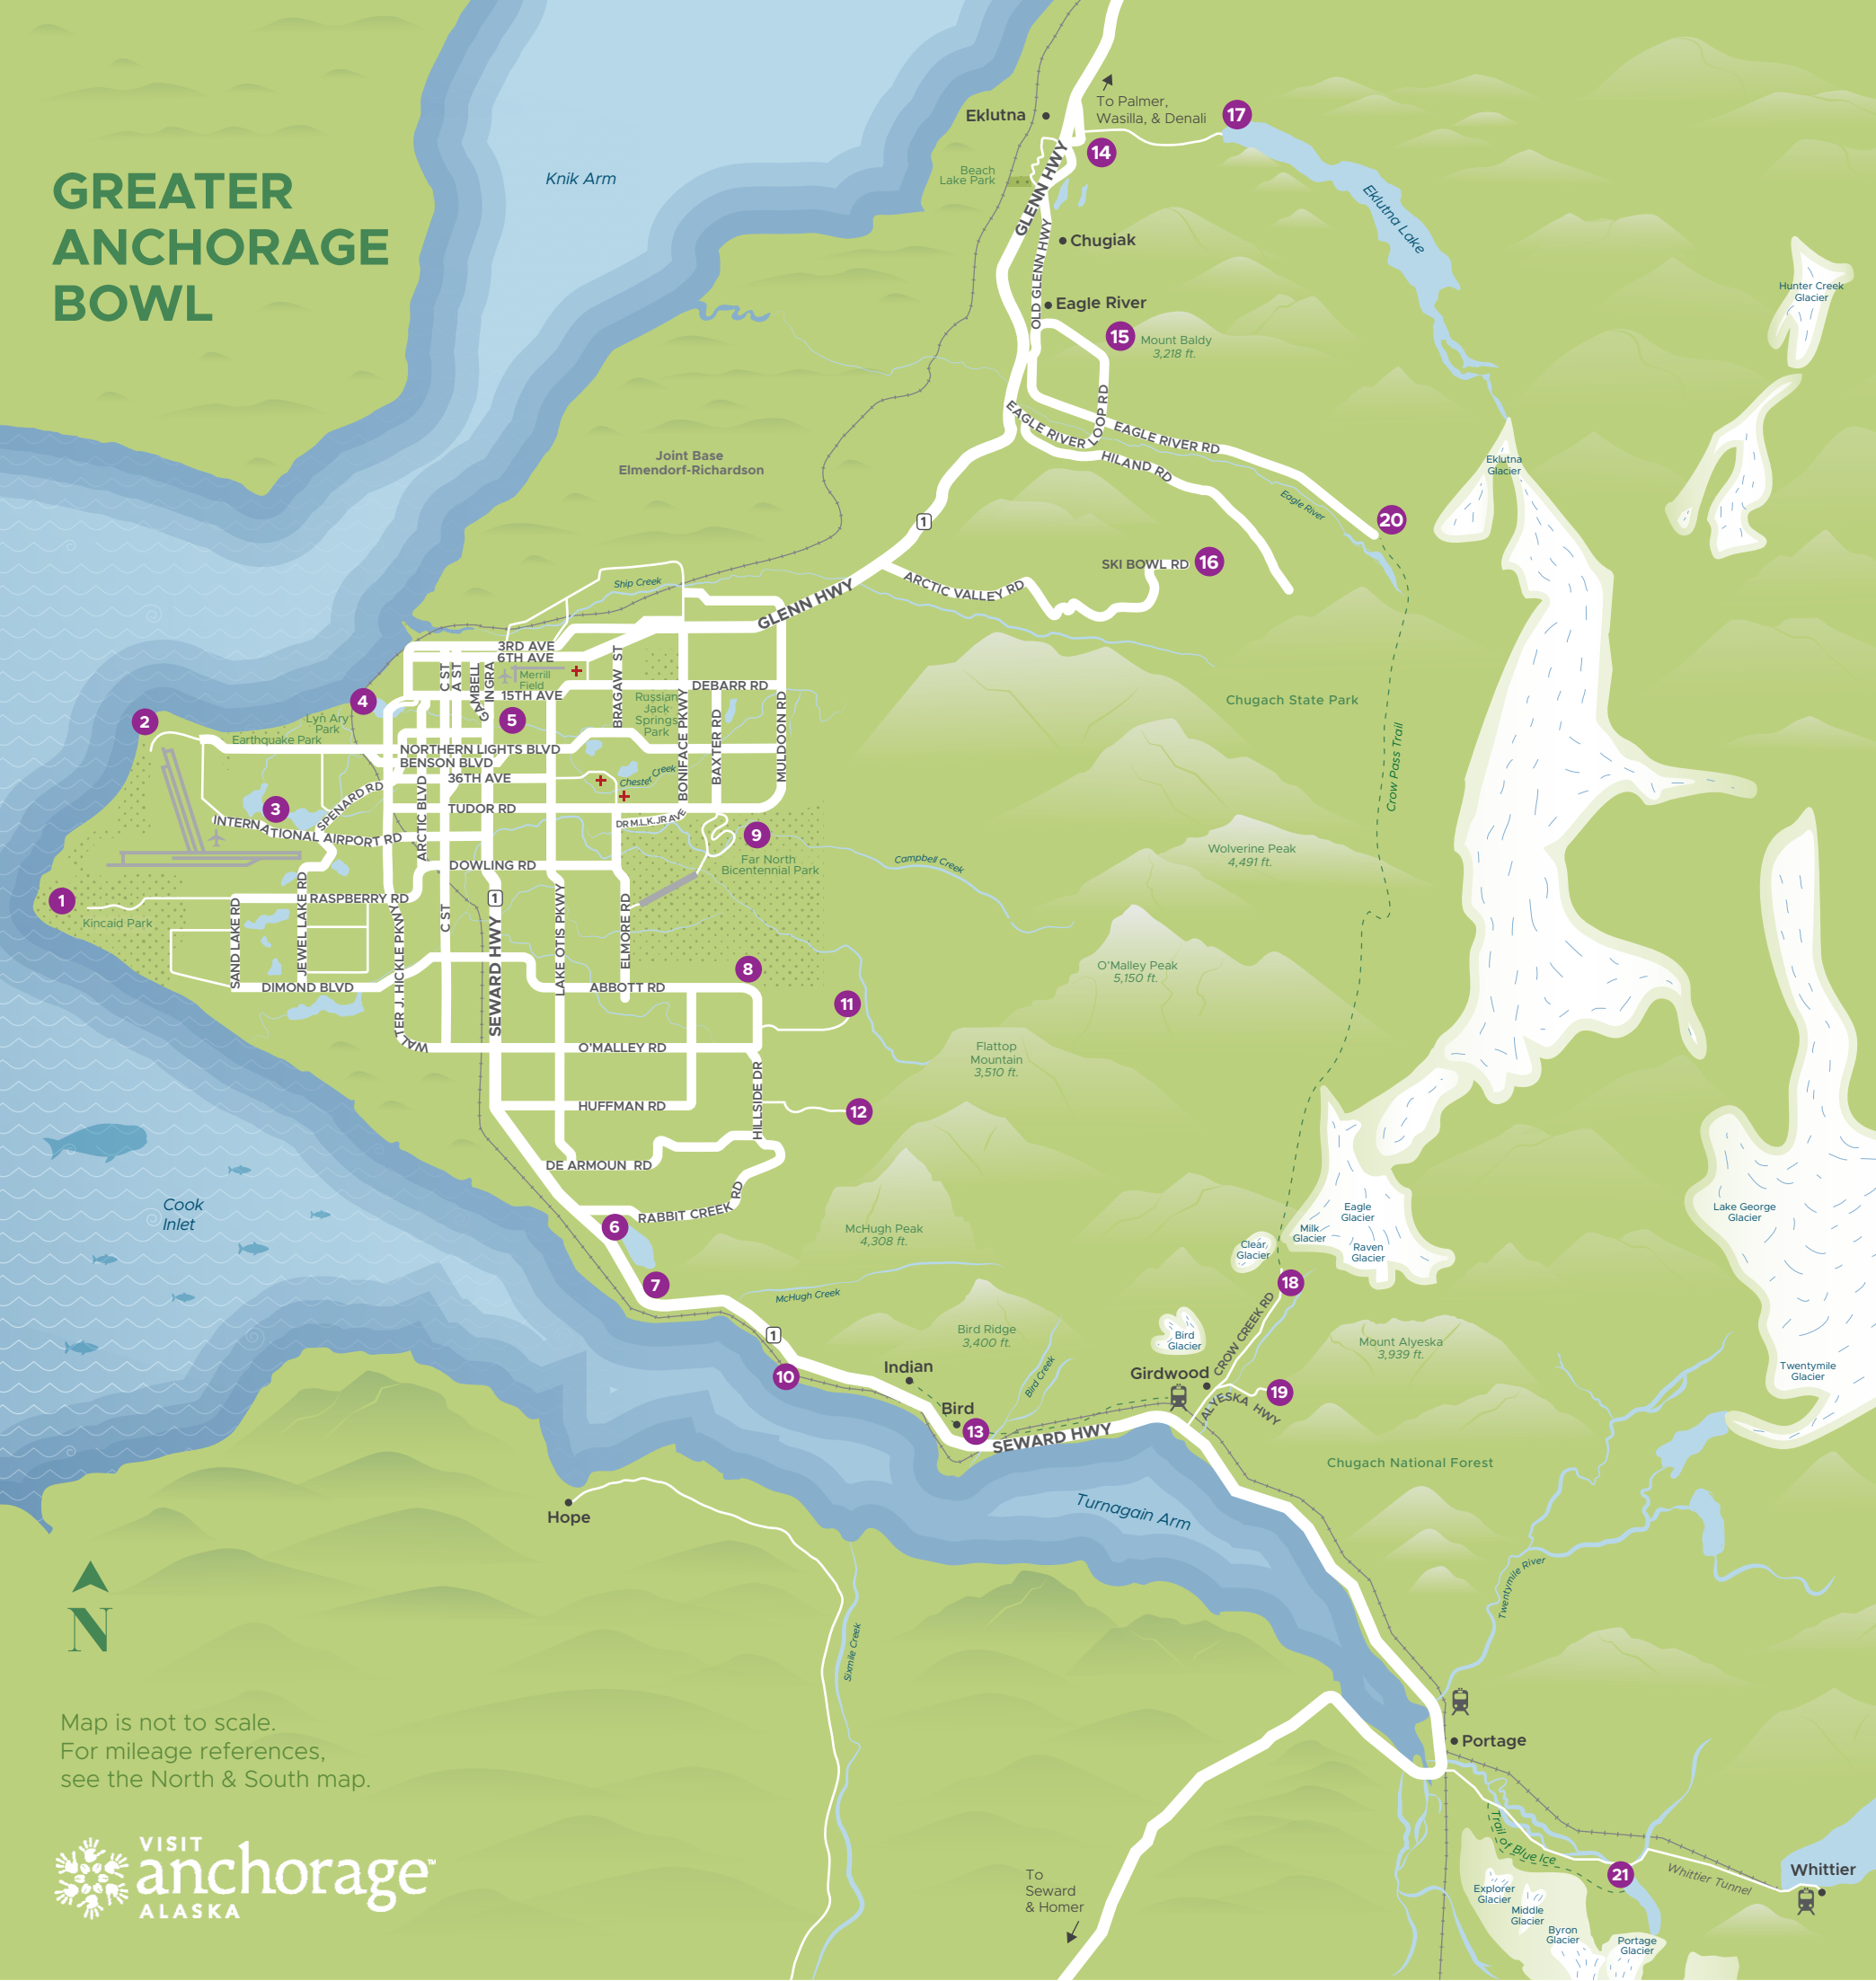 GREATER
ANCHORAGE
BOWL
Knik Arm
Eklutna
To Palmer,
Wasilla, & Denali
17
14
Beach
Lake Park
GLENN HWY
Eklutna Lake
Chugiak
OLD GLENN HWY
Eagle River
15
Mount Baldy
3,218 ft.
Hunter Creek
Glacier
EAGLE RIVER
LOOP RD
EAGLE RIVER RD
HILAND RD
Eagle River
Eklutna
Glacier
Joint Base
Elmendorf-Richardson
1
20
SKI BOWL RD
16
ARCTIC VALLEY RD
GLENN HWY
Ship Creek
3RD AVE
6TH AVE
C ST
A ST
GAMBELL
INGRA
Merrill
Field
15TH AVE
BRAGAW ST
DEBARR RD
Russian
Jack
Springs
Park
BONIFACE PKWY
BAXTER RD
MULDOON RD
Chugach State Park
Crow Pass Trail
4
2
5
Lyn Ary
Park
Earthquake Park
NORTHERN LIGHTS BLVD
BENSON BLVD
36TH AVE
Chester Creek
SPENARD RD
ARCTIC BLVD
TUDOR RD
3
INTERNATIONAL AIRPORT RD
DR M.L.K. JR AVE
9
Far North
Bicentennial Park
Campbell Creek
Wolverine Peak
4,491 ft.
DOWLING RD
1
1
RASPBERRY RD
Kincaid Park
SAND LAKE RD
JEWEL LAKE RD
WALTER J. HICKLE PKWY
C ST
SEWARD HWY
LAKE OTIS PKWY
ELMORE RD
O’Malley Peak
5,150 ft.
8
DIMOND BLVD
ABBOTT RD
11
O’MALLEY RD
Flattop
Mountain
3,510 ft.
HILLSIDE DR
HUFFMAN RD
12
DE ARMOUN RD
RABBIT CREEK RD
Cook
Inlet
6
McHugh Peak
4,308 ft.
7
McHugh Creek
Eagle
Glacier
Milk
Glacier
Raven
Glacier
Clear
Glacier
Lake George
Glacier
18
1
Bird Ridge
3,400 ft.
Bird
Glacier
CROW CREEK RD
Mount Alyeska
3,939 ft.
10
Indian
Bird Creek
Girdwood
19
ALYESKA HWY
Twentymile
Glacier
Bird
13
SEWARD HWY
Chugach National Forest
Hope
Turnagain Arm
Twentymile River
N
Sixmile Creek
Map is not to scale.
For mileage references,
see the North & South map.
Portage
Trail of Blue Ice
21
Whittier Tunnel
Whittier
To
Seward
& Homer
Explorer
Glacier
Middle
Glacier
Byron
Glacier
Portage
Glacier
VISIT
anchorage™
ALASKA